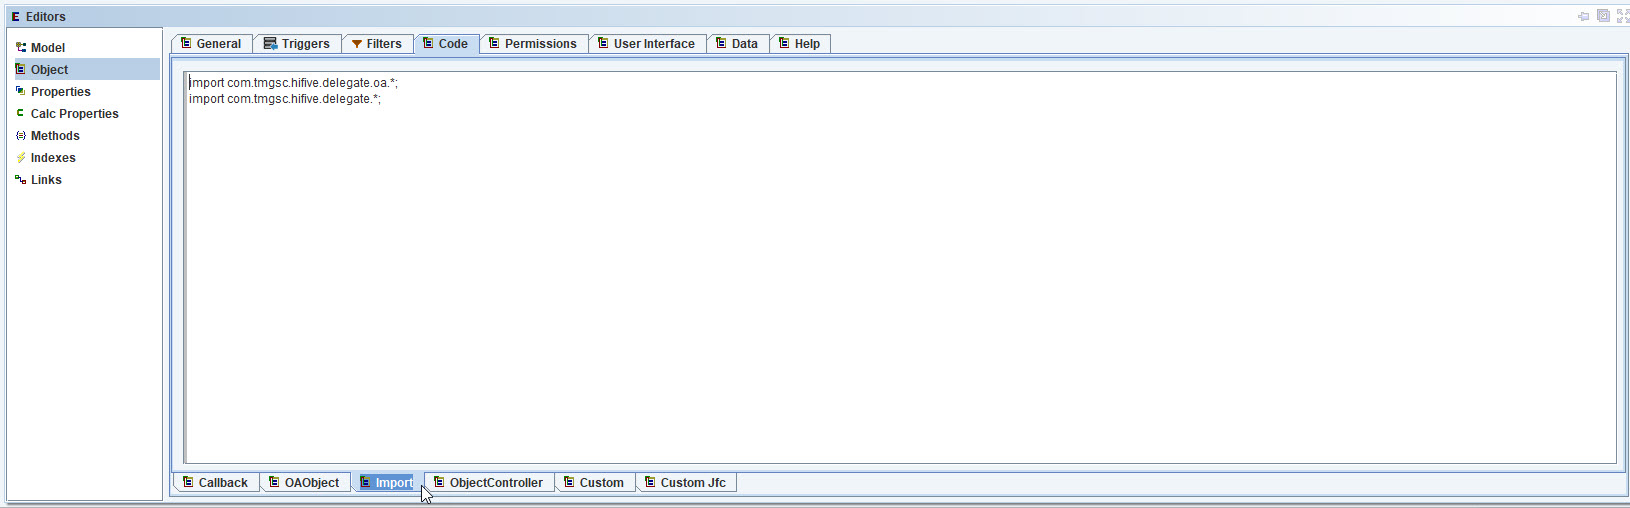 Editors
Model
Object
Properties
Calc Properties
Methods
Indexes
Links
General Triggers Filters Code Permissions User Interface Data Help
import com.tmgsc.hifive.delegate.oa.*;
import com.tmgsc.hifive.delegate.*;
Callback OAObject Import ObjectController Custom Custom Jfc